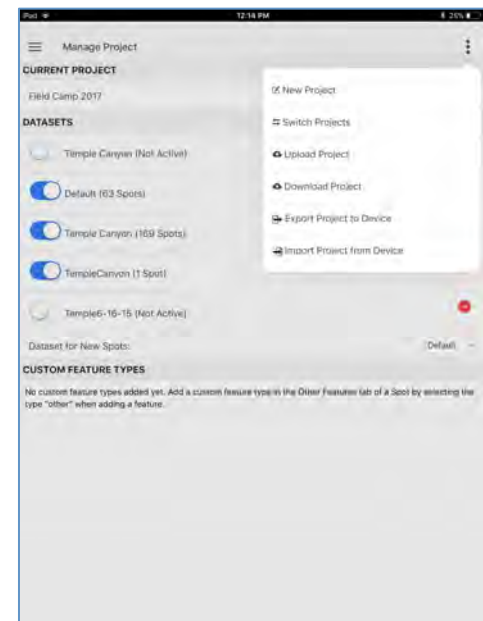 iPad 12:14 PM 25%
Manage Project
CURRENT PROJECT
Field Camp 2017
DATASETS
Temple Canyon (Not Active)
Default (63 Spots)
Temple Canyon (169 Spots)
TempleCanyon (1 Spot)
Temple6-16-15 (Not Active)
Dataset for New Spots: Default
CUSTOM FEATURE TYPES
No custom feature types added yet. Add a custom feature type in the Other Features tab of a Spot by selecting the
type "other" when adding a feature.
New Project
Switch Projects
Upload Project
Download Project
Export Project to Device
Import Project from Device